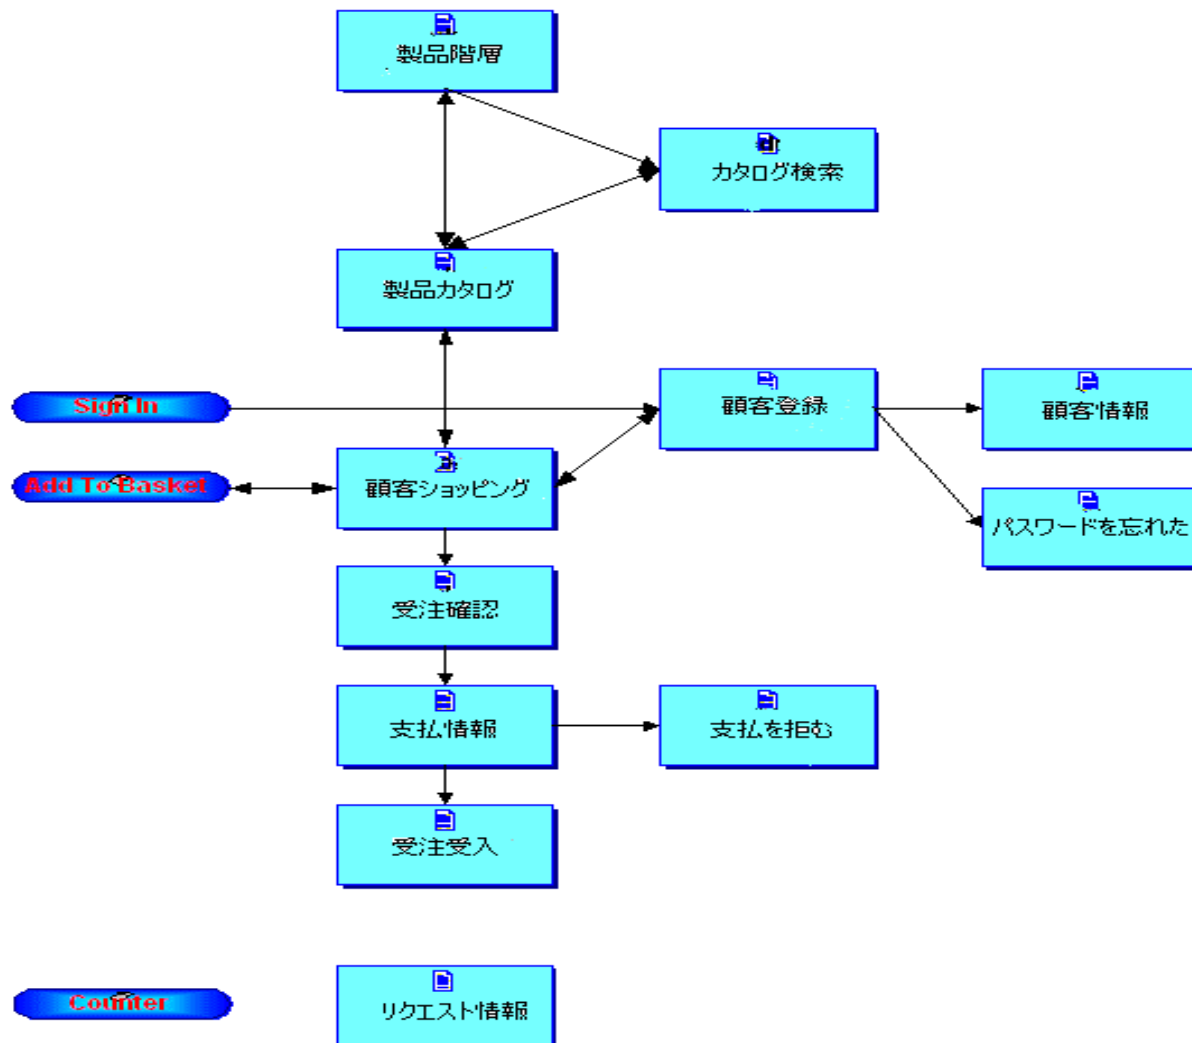 製品階層
カタログ検索
製品カタログ
Sign In
顧客登録
顧客情報
Add To Basket
顧客ショッピング
パスワードを忘れた
受注確認
支払情報
支払を拒む
受注受入
Counter
リクエスト情報